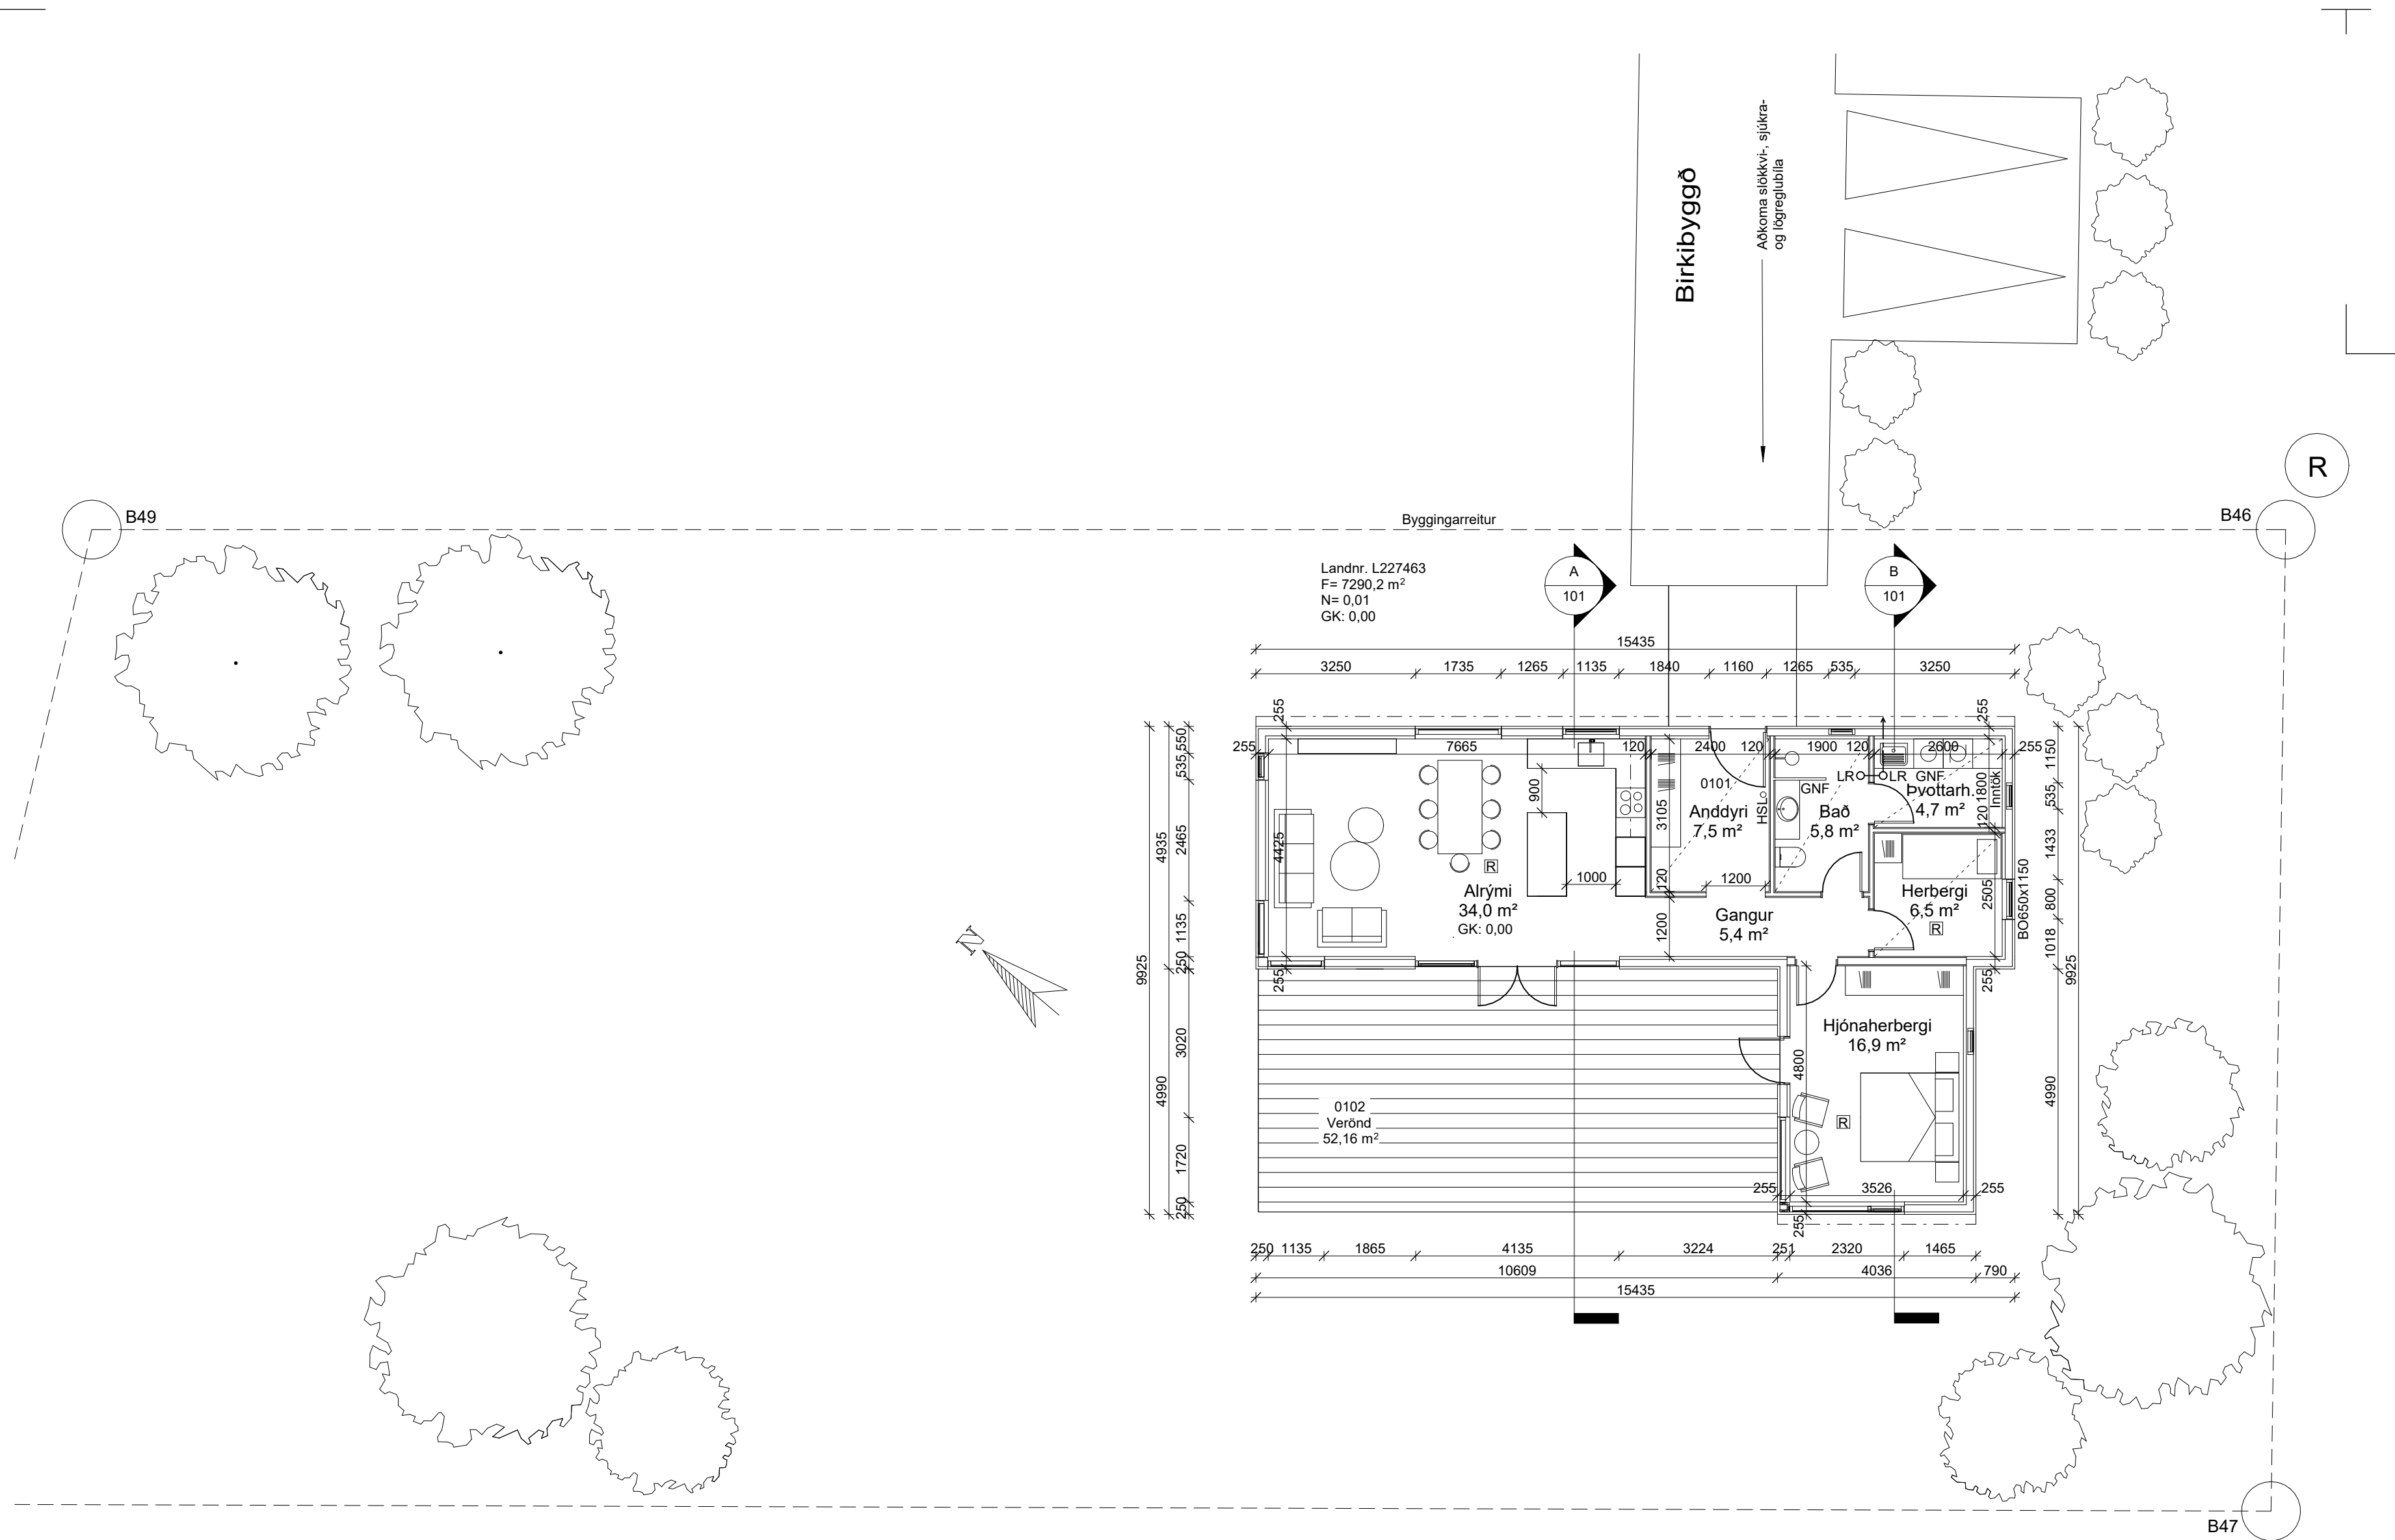 Birkibyggð
Aðkoma slökkvi-, sjúkra-
og lögreglubíla
R
B49
Byggingarreitur
B46
Landnr. L227463
F= 7290,2 m²
N= 0,01
GK: 0,00
A
101
B
101
15435
3250 1735 1265 1135 1840 1160 1265 535 3250
255 255
255 7665 120 2400 120 1900 120 2600 255
LR LR GNF
0101
GNF
HSL
900
3105
Anddyri
7,5 m²
Bað
5,8 m²
Þvottarh.
4,7 m²
1800
120
Inntök
550
535
2465
1135
250
3020
1720
250
4935
4990
9925
4425
255
R
Alrými
34,0 m²
GK: 0,00
1000
120
1200
1200
Gangur
5,4 m²
Herbergi
6,5 m²
R
2505
255
BO650x1150
1150
535
1433
800
1018
4990
9925
N
Hjónaherbergi
16,9 m²
4800
R
0102
Verönd
52,16 m²
255 3526 255
255
250 1135 1865 4135 3224 251 2320 1465
10609 4036 790
15435
B47